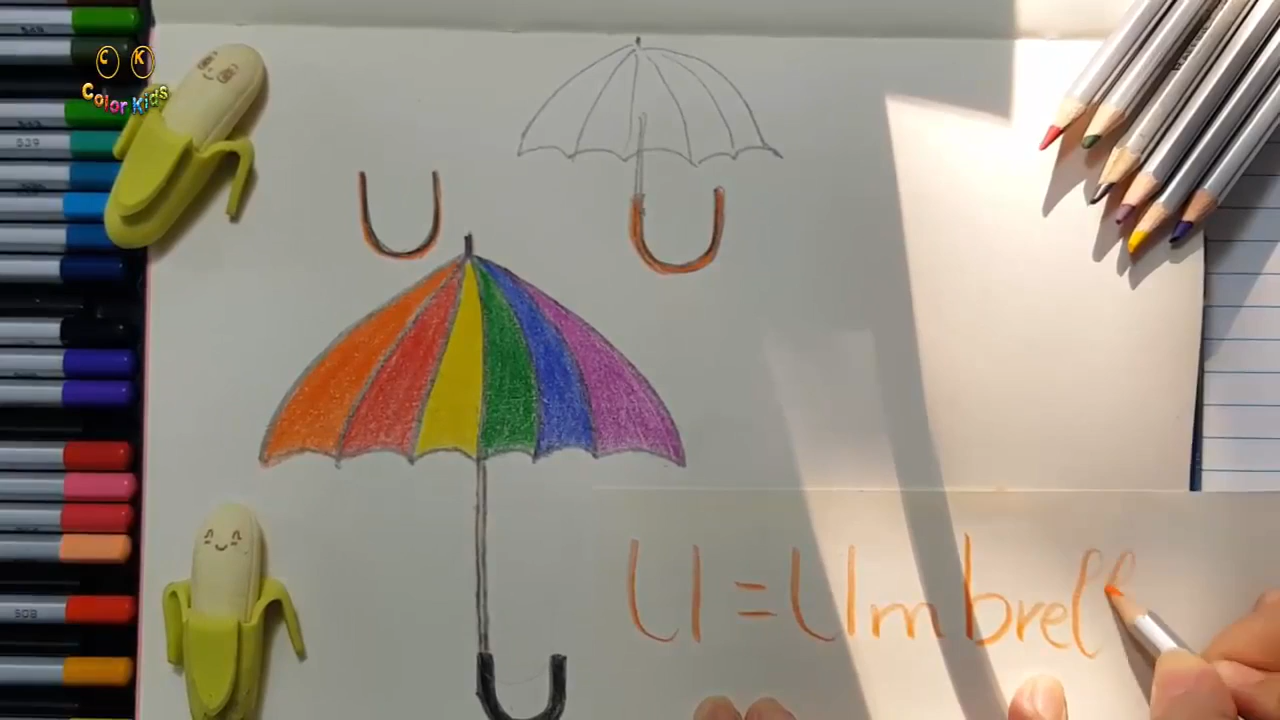 C K
Color Kids
U
U
U = Umbrell